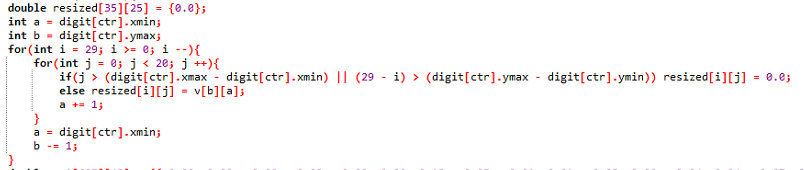 double resized[35][25] = {0.0};
int a = digit[ctr].xmin;
int b = digit[ctr].ymax;
for(int i = 29; i >= 0; i --){
for(int j = 0; j < 20; j ++){
if(j > (digit[ctr].xmax - digit[ctr].xmin) || (29 - i) > (digit[ctr].ymax - digit[ctr].ymin)) resized[i][j] = 0.0;
else resized[i][j] = v[b][a];
a += 1;
}
a = digit[ctr].xmin;
b -= 1;
}